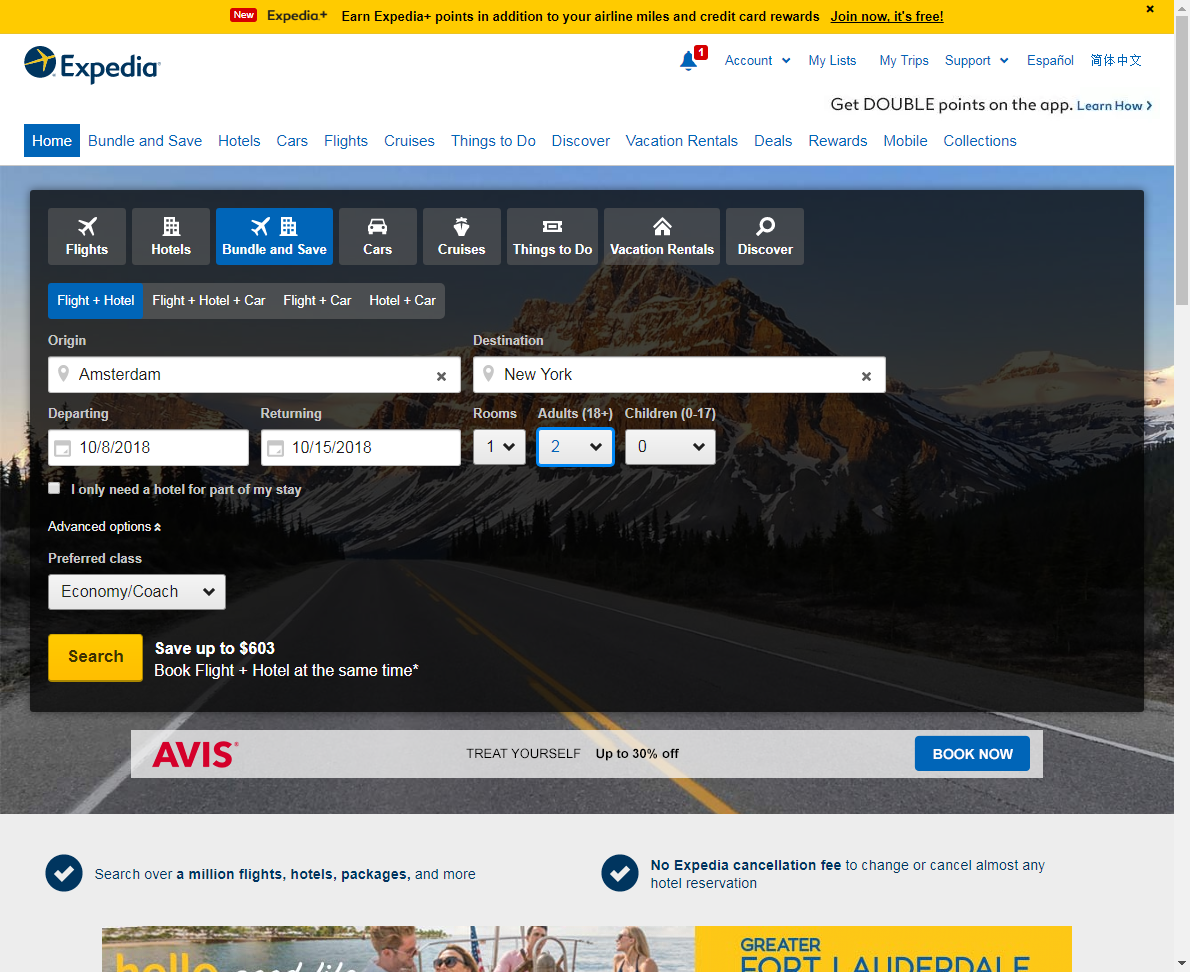 New Expedia+ Earn Expedia+ points in addition to your airline miles and credit card rewards Join now, it's free!
Expedia
1 Account My Lists My Trips Support Español 简体中文
Get DOUBLE points on the app. Learn How
Home Bundle and Save Hotels Cars Flights Cruises Things to Do Discover Vacation Rentals Deals Rewards Mobile Collections
Flights Hotels Bundle and Save Cars Cruises Things to Do Vacation Rentals Discover
Flight + Hotel Flight + Hotel + Car Flight + Car Hotel + Car
Origin Destination
Amsterdam New York
Departing Returning Rooms Adults (18+) Children (0-17)
10/8/2018 10/15/2018 1 2 0
I only need a hotel for part of my stay
Advanced options
Preferred class
Economy/Coach
Search
Save up to $603
Book Flight + Hotel at the same time*
AVIS TREAT YOURSELF Up to 30% off BOOK NOW
Search over a million flights, hotels, packages, and more
No Expedia cancellation fee to change or cancel almost any
hotel reservation
hello good life
GREATER
FORT LAUDERDALE